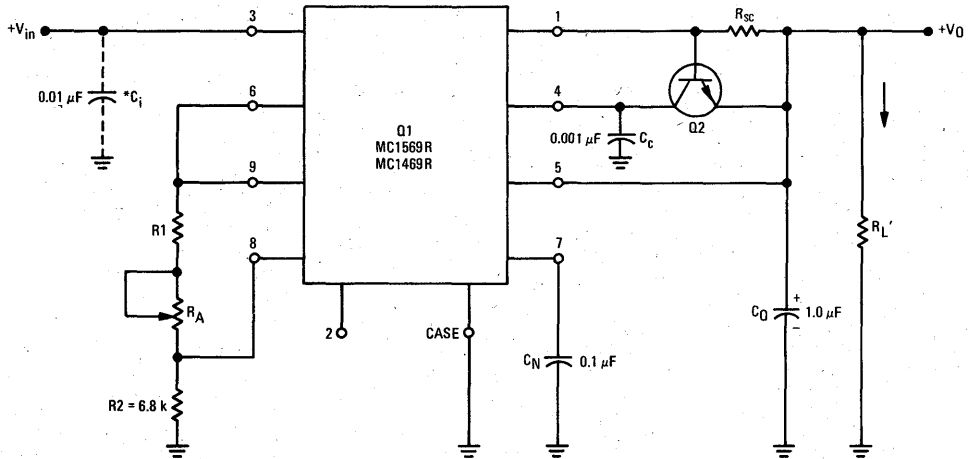 +Vin
3
1
RSC
+VO
0.01 μF
*Ci
6
4
Q1
MC1569R
MC1469R
Q2
0.001 μF
Cc
9
5
R1
8
7
RL'
RA
2
CASE
CN
0.1 μF
CO
+
1.0 μF
−
R2 = 6.8 k